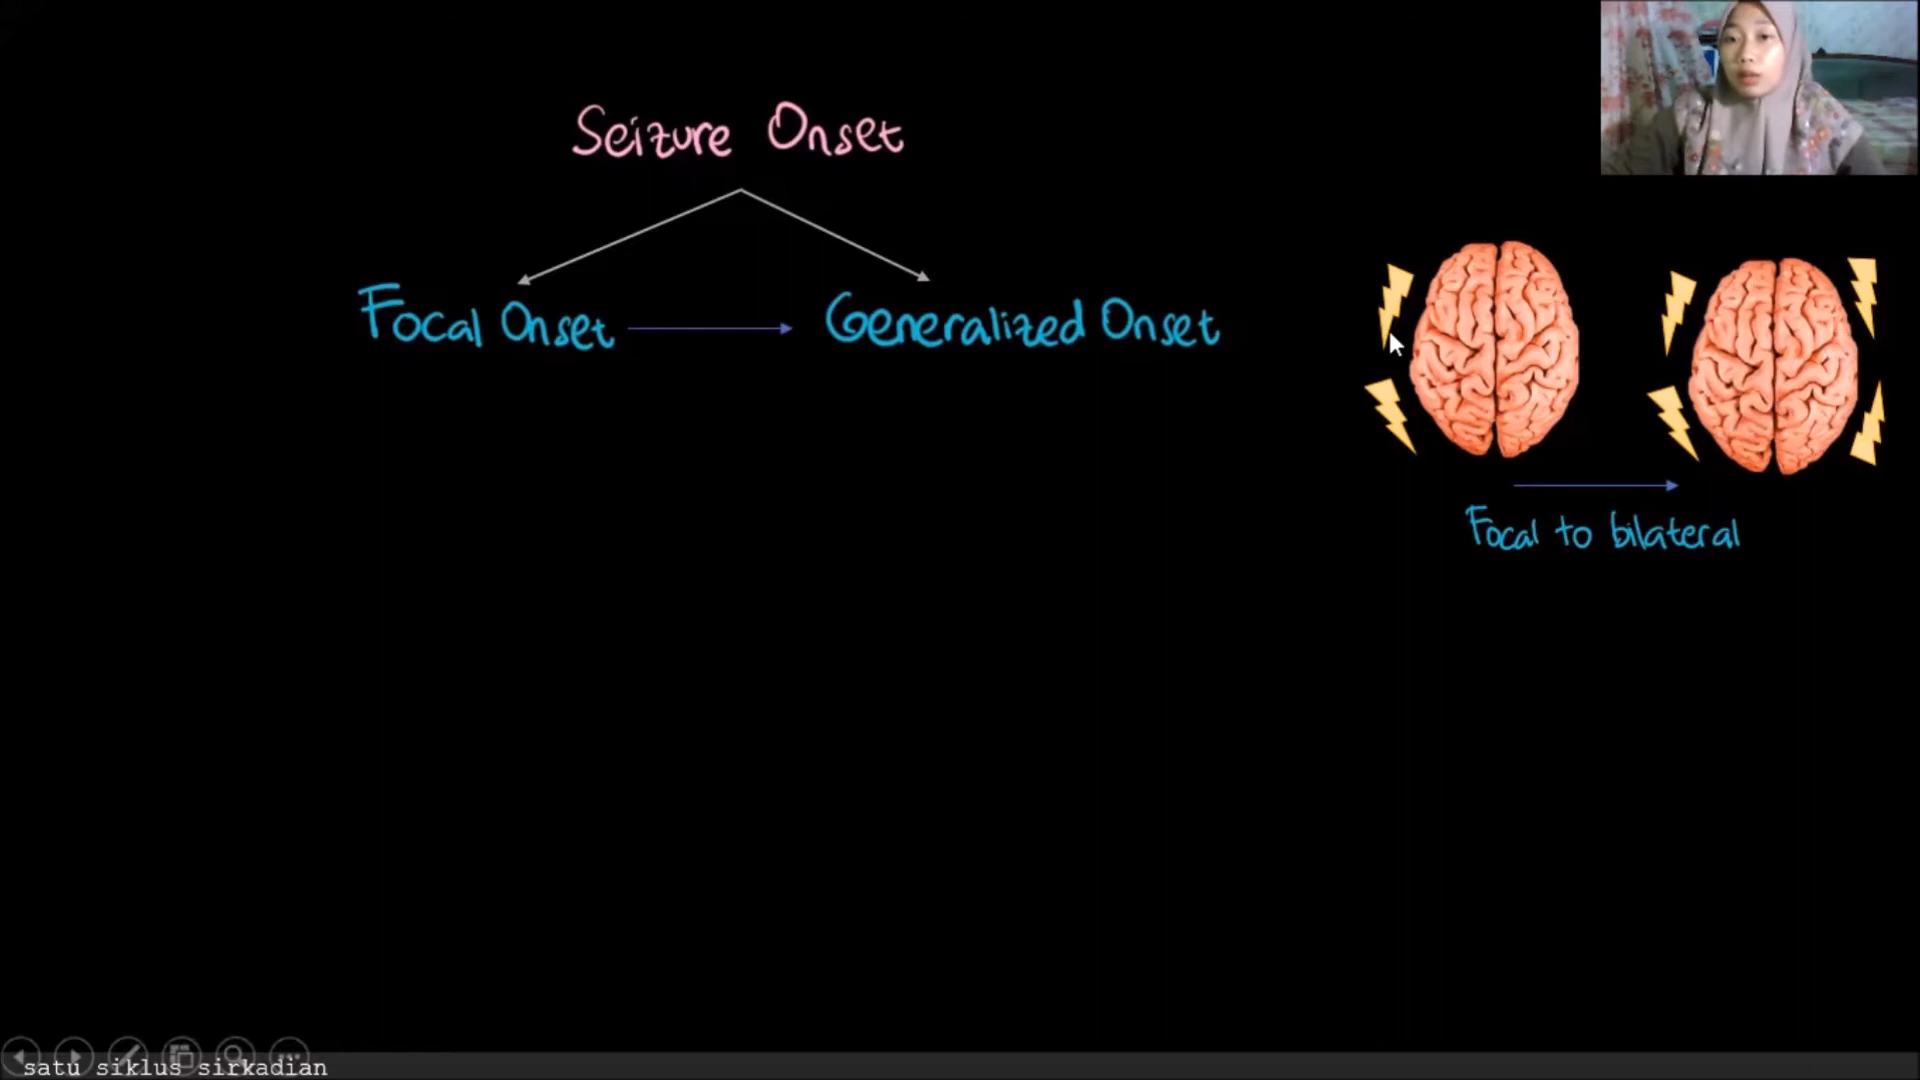 Seizure Onset
Focal Onset
Generalized Onset
Focal to bilateral
satu siklus sirkadian